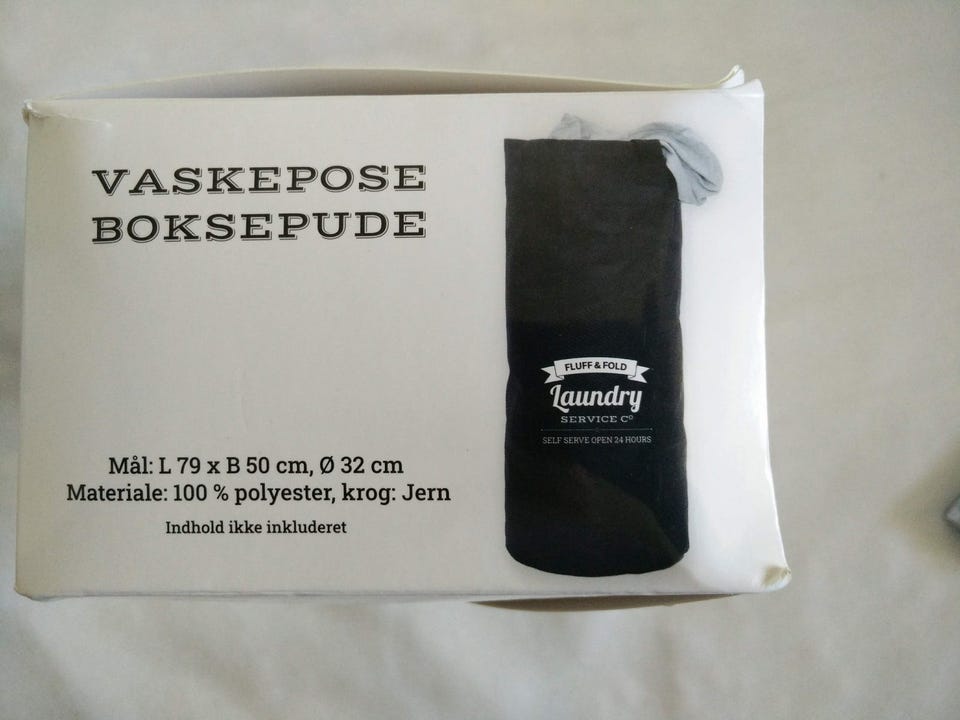 VASKEPOSE
BOKSEPUDE
FLUFF & FOLD
Laundry
SERVICE Cº
SELF SERVE OPEN 24 HOURS
Mål: L 79 x B 50 cm, Ø 32 cm
Materiale: 100 % polyester, krog: Jern
Indhold ikke inkluderet